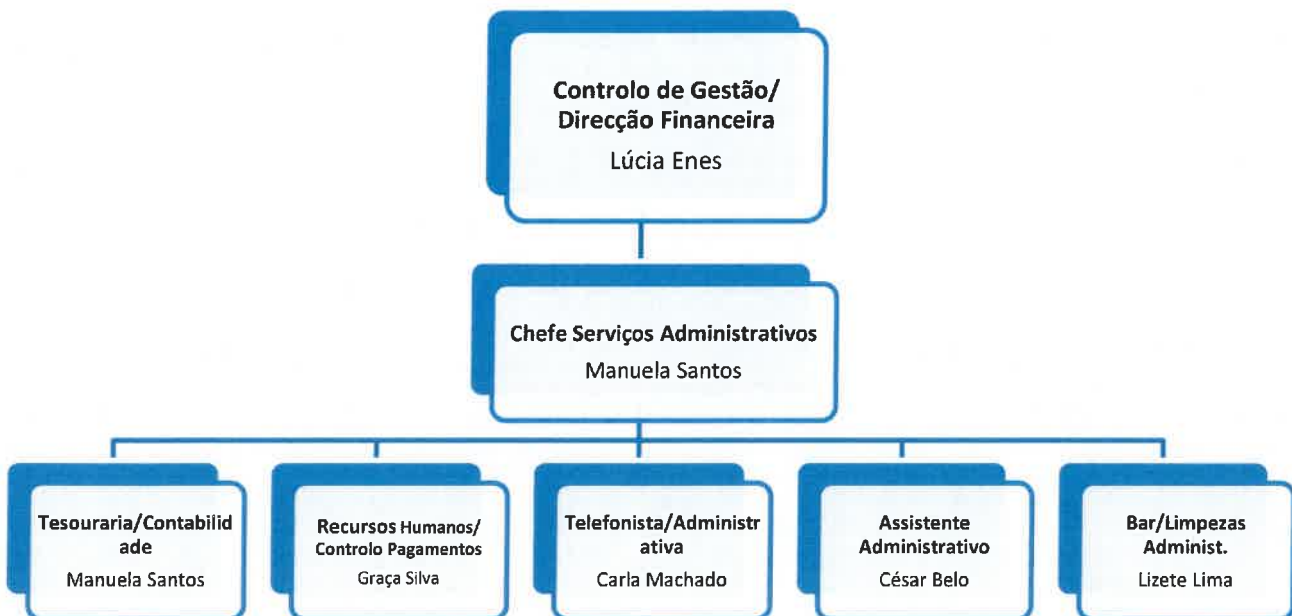 Controlo de Gestão/
Direcção Financeira
Lúcia Enes
Chefe Serviços Administrativos
Manuela Santos
Tesouraria/Contabilid
ade
Manuela Santos
Recursos Humanos/
Controlo Pagamentos
Graça Silva
Telefonista/Administr
ativa
Carla Machado
Assistente
Administrativo
César Belo
Bar/Limpezas
Administ.
Lizete Lima